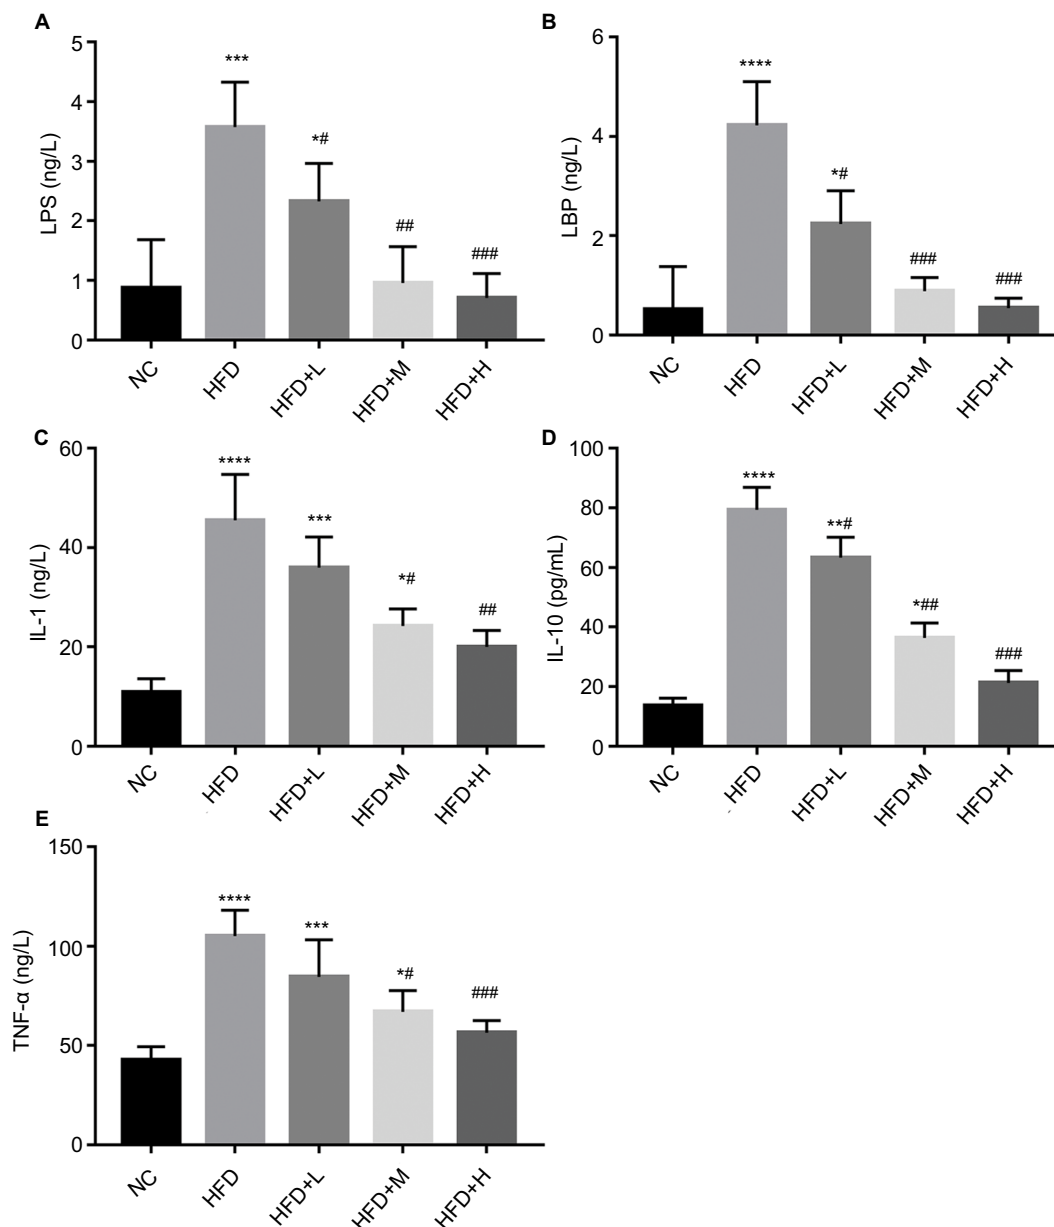 A
LPS (ng/L)
5
4
3
2
1
0
***
*#
##
###
NC
HFD
HFD+L
HFD+M
HFD+H
B
LBP (ng/L)
6
4
2
0
****
*#
###
###
NC
HFD
HFD+L
HFD+M
HFD+H
C
IL-1 (ng/L)
60
40
20
0
****
***
*#
##
NC
HFD
HFD+L
HFD+M
HFD+H
D
IL-10 (pg/mL)
100
80
60
40
20
0
****
**#
*##
###
NC
HFD
HFD+L
HFD+M
HFD+H
E
TNF-α (ng/L)
150
100
50
0
****
***
*#
###
NC
HFD
HFD+L
HFD+M
HFD+H